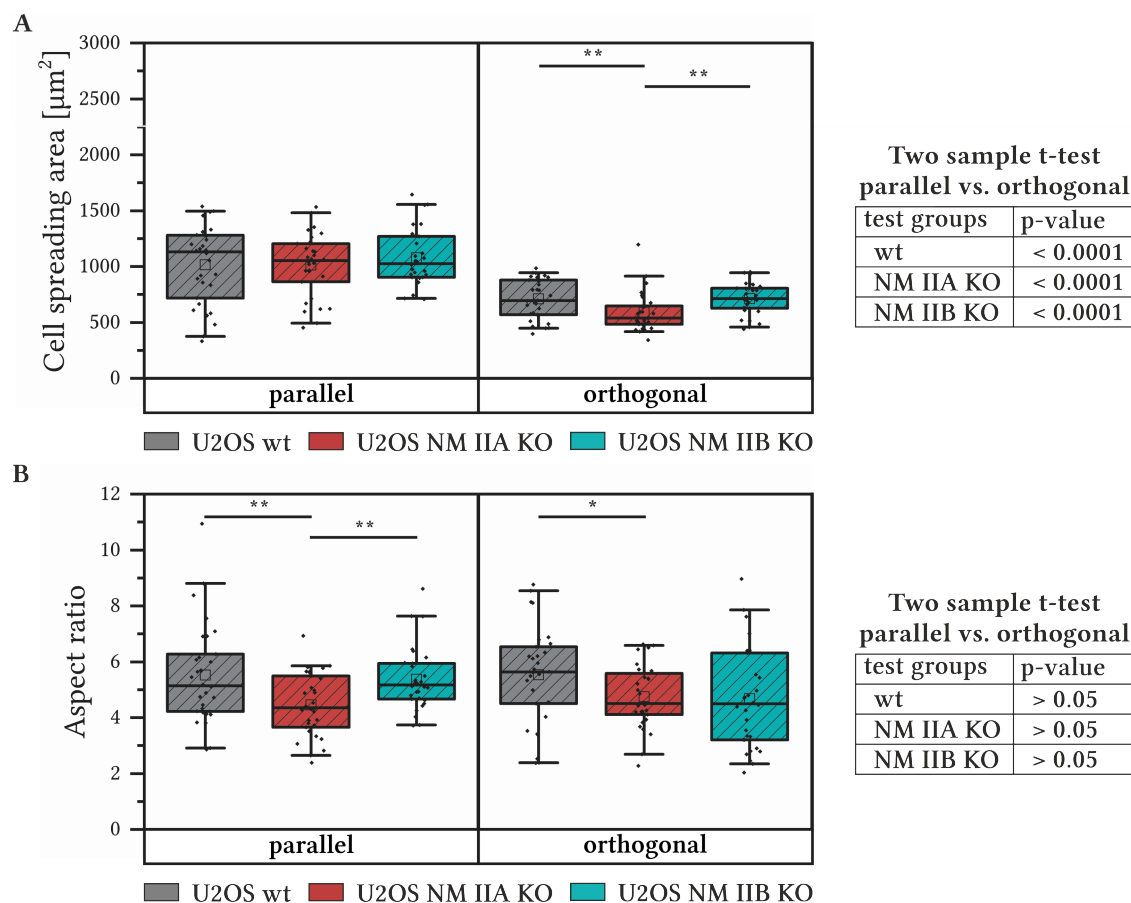 A
Cell spreading area [µm²]
3000
2500
2000
1500
1000
500
0
**
**
parallel
orthogonal
U2OS wt
U2OS NM IIA KO
U2OS NM IIB KO
Two sample t-test
parallel vs. orthogonal
test groups p-value
wt < 0.0001
NM IIA KO < 0.0001
NM IIB KO < 0.0001
B
Aspect ratio
12
10
8
6
4
2
0
**
**
*
parallel
orthogonal
U2OS wt
U2OS NM IIA KO
U2OS NM IIB KO
Two sample t-test
parallel vs. orthogonal
test groups p-value
wt > 0.05
NM IIA KO > 0.05
NM IIB KO > 0.05